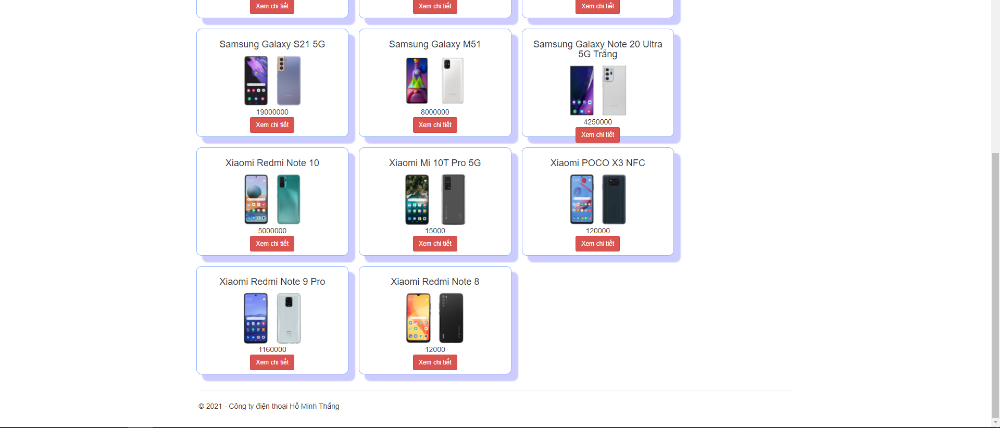 Xem chi tiết
Xem chi tiết
Xem chi tiết
Samsung Galaxy S21 5G
19000000
Xem chi tiết
Samsung Galaxy M51
8000000
Xem chi tiết
Samsung Galaxy Note 20 Ultra
5G Trắng
4250000
Xem chi tiết
Xiaomi Redmi Note 10
5000000
Xem chi tiết
Xiaomi Mi 10T Pro 5G
15000
Xem chi tiết
Xiaomi POCO X3 NFC
120000
Xem chi tiết
Xiaomi Redmi Note 9 Pro
1160000
Xem chi tiết
Xiaomi Redmi Note 8
12000
Xem chi tiết
© 2021 - Công ty điện thoại Hồ Minh Thắng